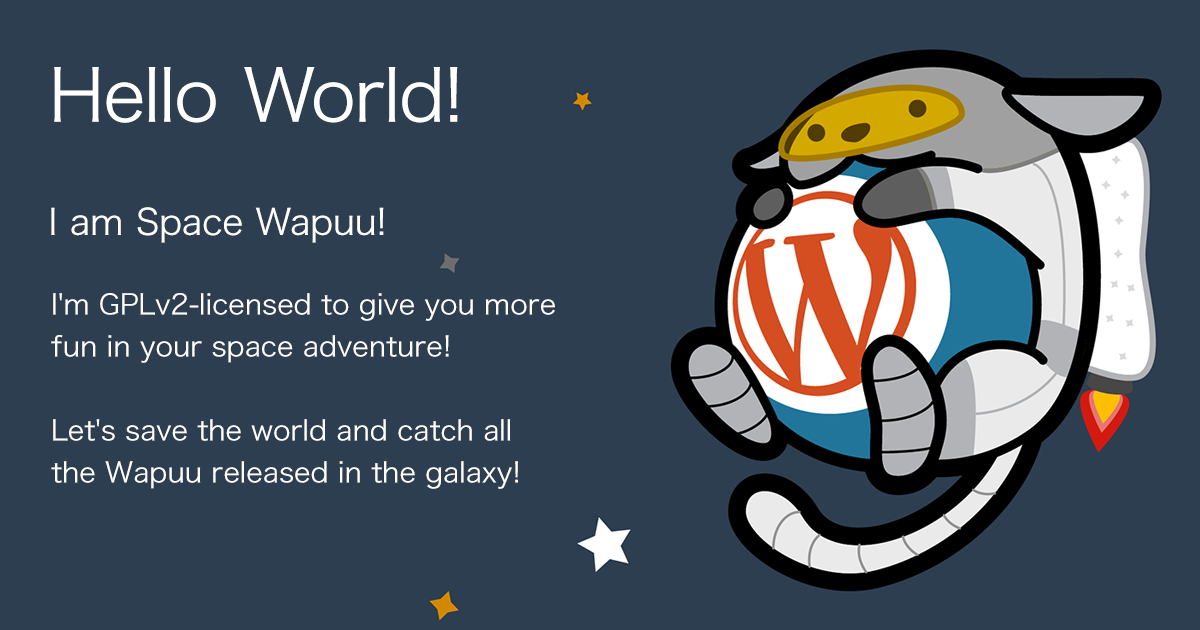 Hello World!
I am Space Wapuu!
I'm GPLv2-licensed to give you more
fun in your space adventure!
Let's save the world and catch all
the Wapuu released in the galaxy!
W